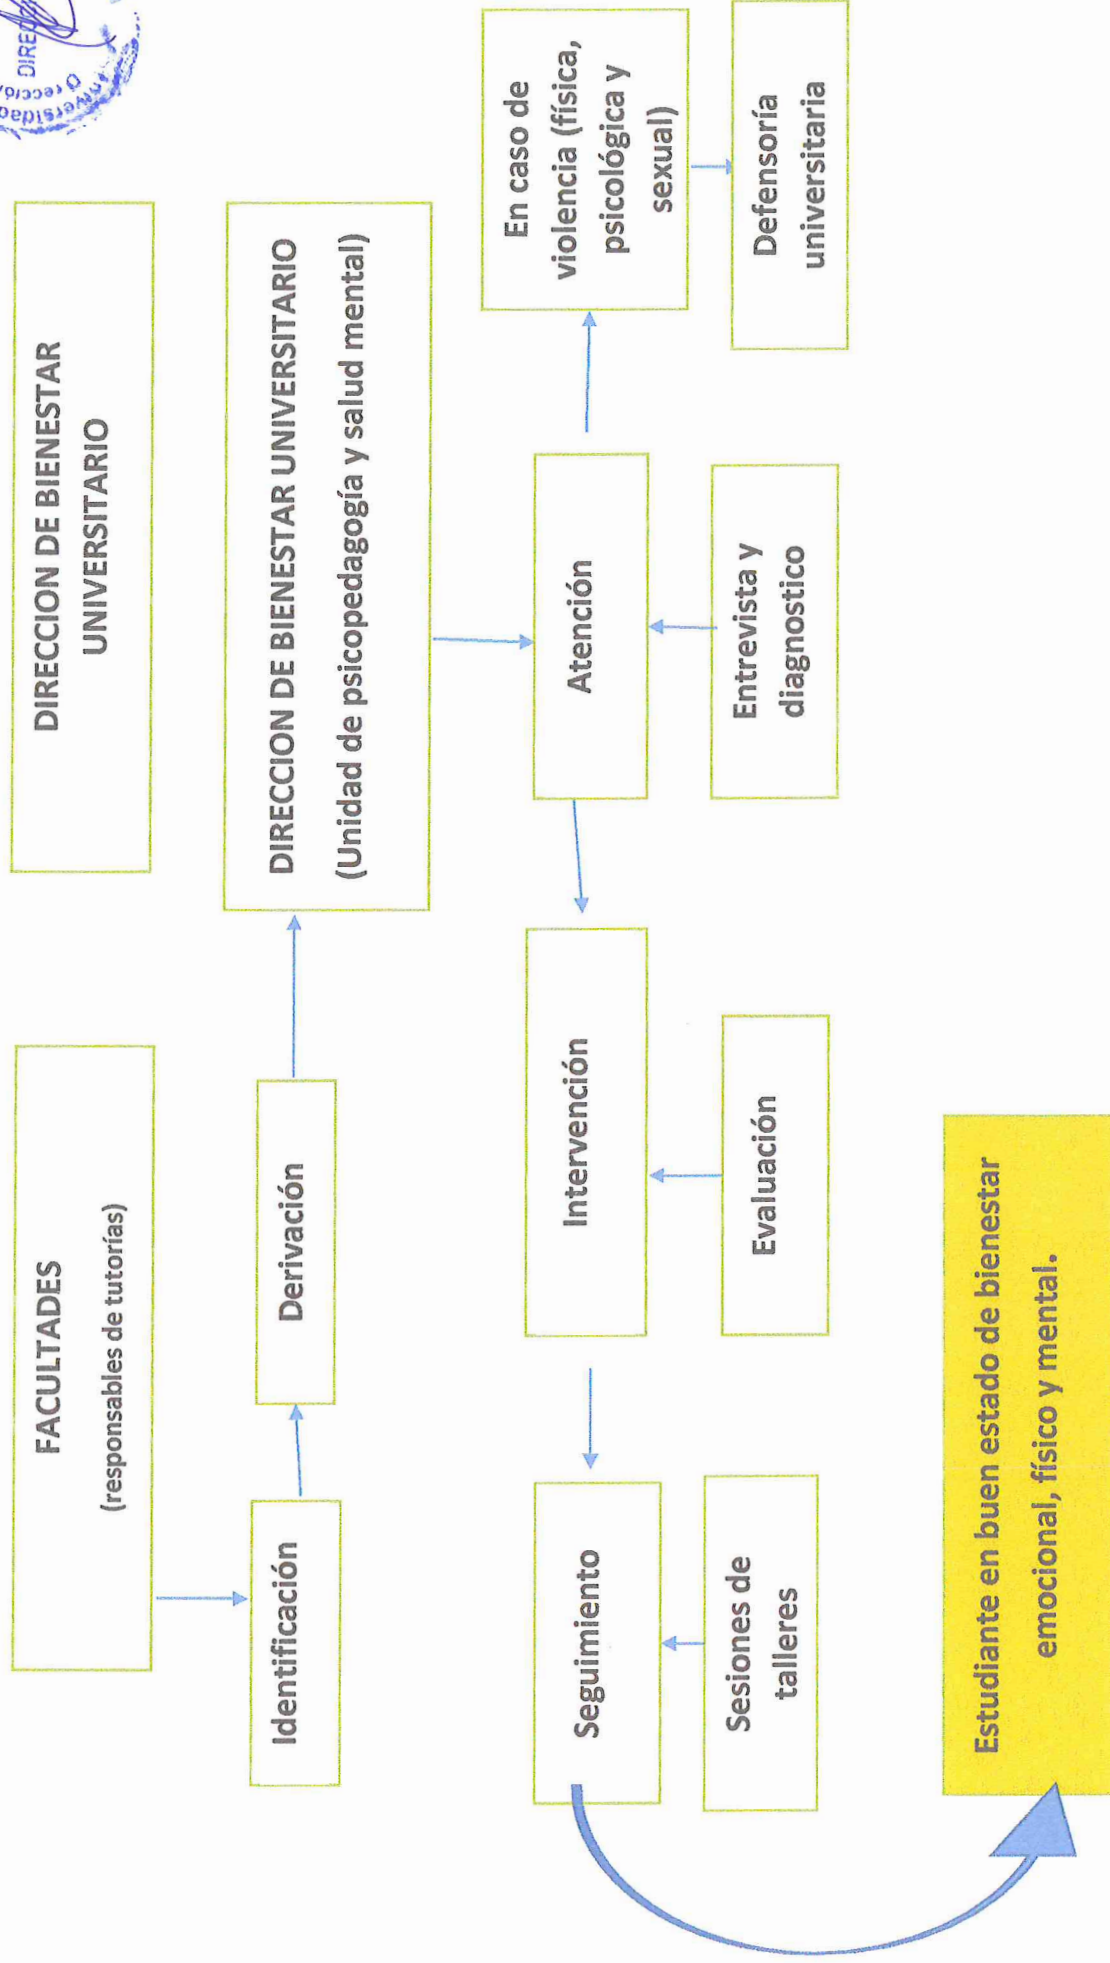 FACULTADES
(responsables de tutorías)
DIRECCION DE BIENESTAR
UNIVERSITARIO
Identificación
Derivación
DIRECCION DE BIENESTAR UNIVERSITARIO
(Unidad de psicopedagogía y salud mental)
Seguimiento
Intervención
Atención
En caso de
violencia (física,
psicológica y
sexual)
Sesiones de
talleres
Evaluación
Entrevista y
diagnostico
Defensoría
universitaria
Estudiante en buen estado de bienestar
emocional, físico y mental.